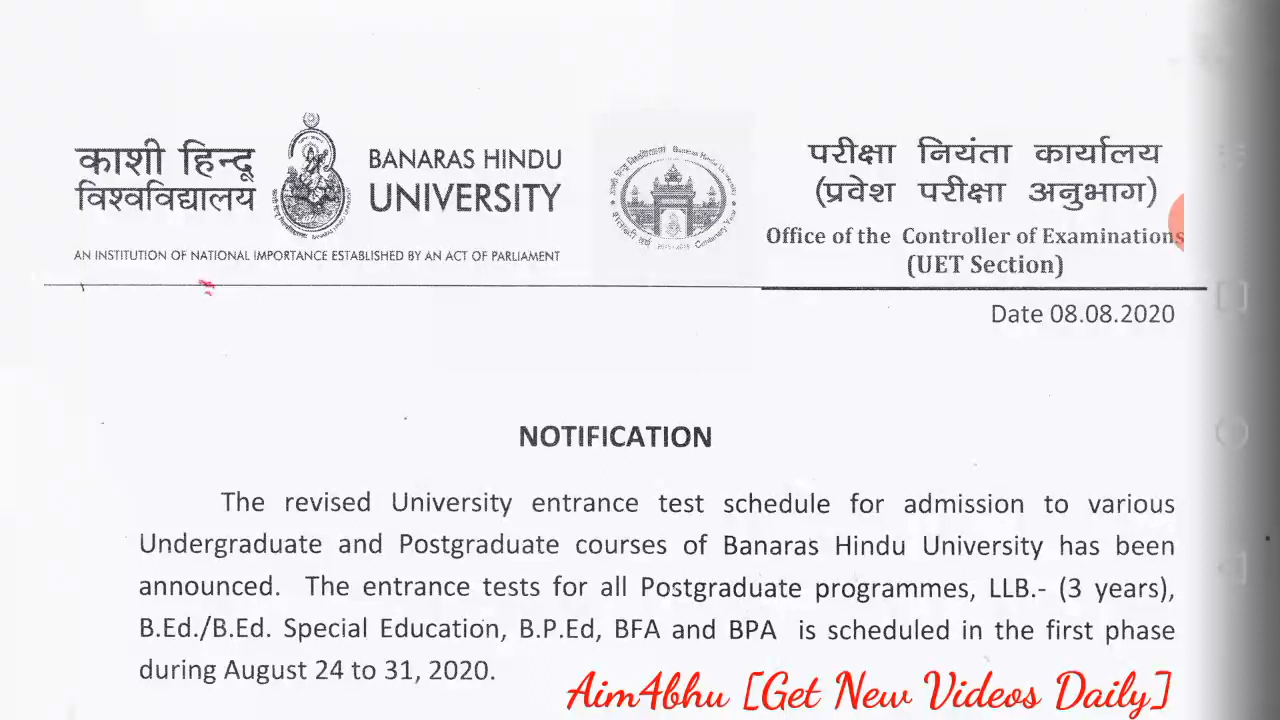 काशी हिन्दू
विश्वविद्यालय
BANARAS HINDU
UNIVERSITY
AN INSTITUTION OF NATIONAL IMPORTANCE ESTABLISHED BY AN ACT OF PARLIAMENT
परीक्षा नियंता कार्यालय
(प्रवेश परीक्षा अनुभाग)
Office of the Controller of Examinations
(UET Section)
Date 08.08.2020
NOTIFICATION
The revised University entrance test schedule for admission to various
Undergraduate and Postgraduate courses of Banaras Hindu University has been
announced. The entrance tests for all Postgraduate programmes, LLB.- (3 years),
B.Ed./B.Ed. Special Education, B.P.Ed, BFA and BPA is scheduled in the first phase
during August 24 to 31, 2020.
Aim4bhu [Get New Videos Daily]